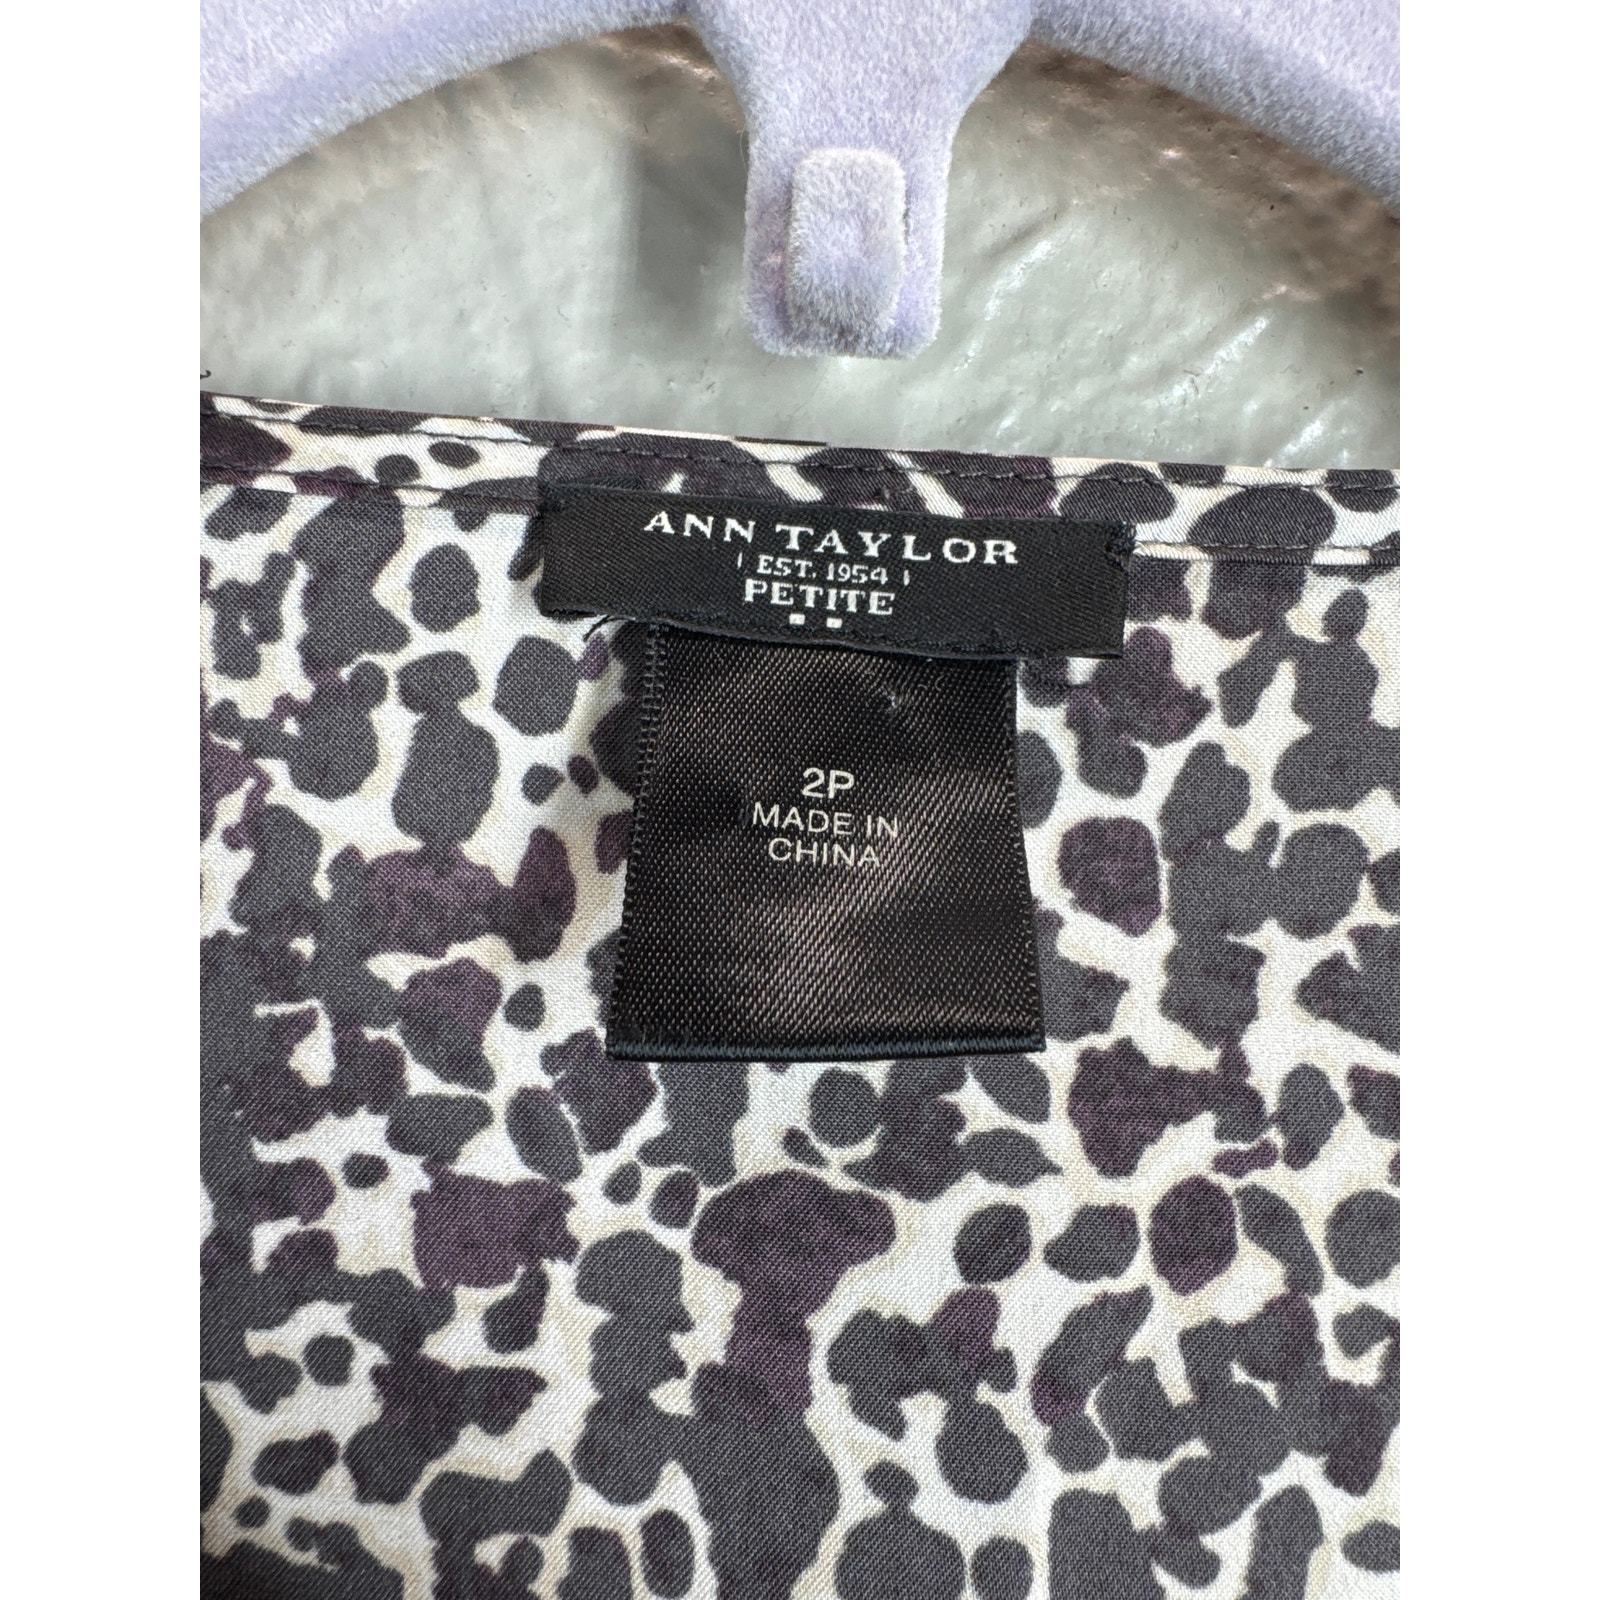 ANN TAYLOR
EST. 1954
PETITE
2P
MADE IN
CHINA